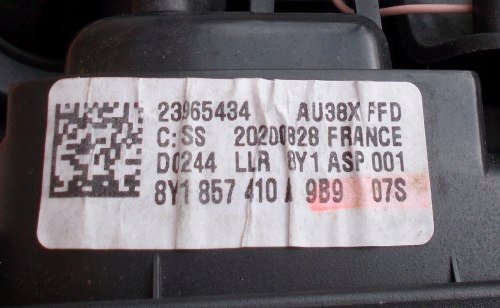 23965434 AU38X FFD
C: SS 20200828 FRANCE
D0244 LLR 8Y1 ASP 001
8Y1 857 410 A 9B9 07S